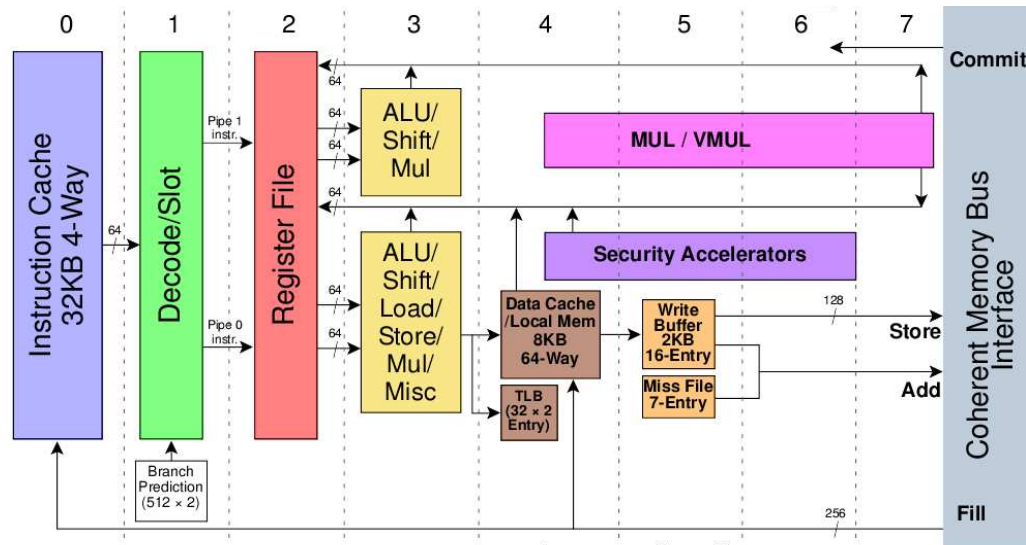 0
1
2
3
4
5
6
7
Instruction Cache
32KB 4-Way
64
Decode/Slot
Pipe 1
instr.
Pipe 0
instr.
Branch
Prediction
(512 × 2)
Register File
64
64
64
ALU/
Shift/
Mul
64
64
64
ALU/
Shift/
Load/
Store/
Mul/
Misc
MUL / VMUL
Security Accelerators
Data Cache
/Local Mem
8KB
64-Way
TLB
(32 × 2
Entry)
Write
Buffer
2KB
16-Entry
Miss File
7-Entry
128
256
Commit
Store
Add
Fill
Coherent Memory Bus
Interface